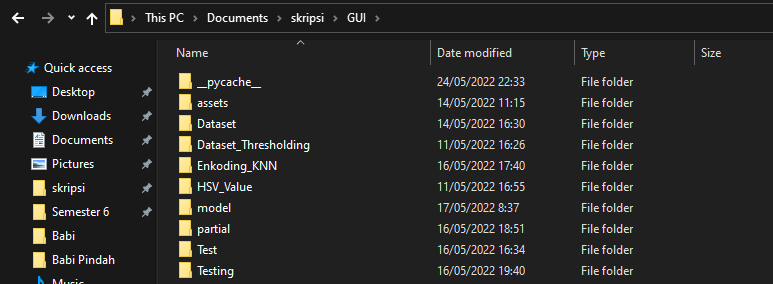 This PC > Documents > skripsi > GUI >
Name Date modified Type Size
Quick access
Desktop
Downloads
Documents
Pictures
skripsi
Semester 6
Babi
Babi Pindah
Music
__pycache__ 24/05/2022 22:33 File folder
assets 14/05/2022 11:15 File folder
Dataset 14/05/2022 16:30 File folder
Dataset_Thresholding 11/05/2022 16:26 File folder
Enkoding_KNN 16/05/2022 17:40 File folder
HSV_Value 11/05/2022 16:55 File folder
model 17/05/2022 8:37 File folder
partial 16/05/2022 18:51 File folder
Test 16/05/2022 16:34 File folder
Testing 16/05/2022 19:40 File folder